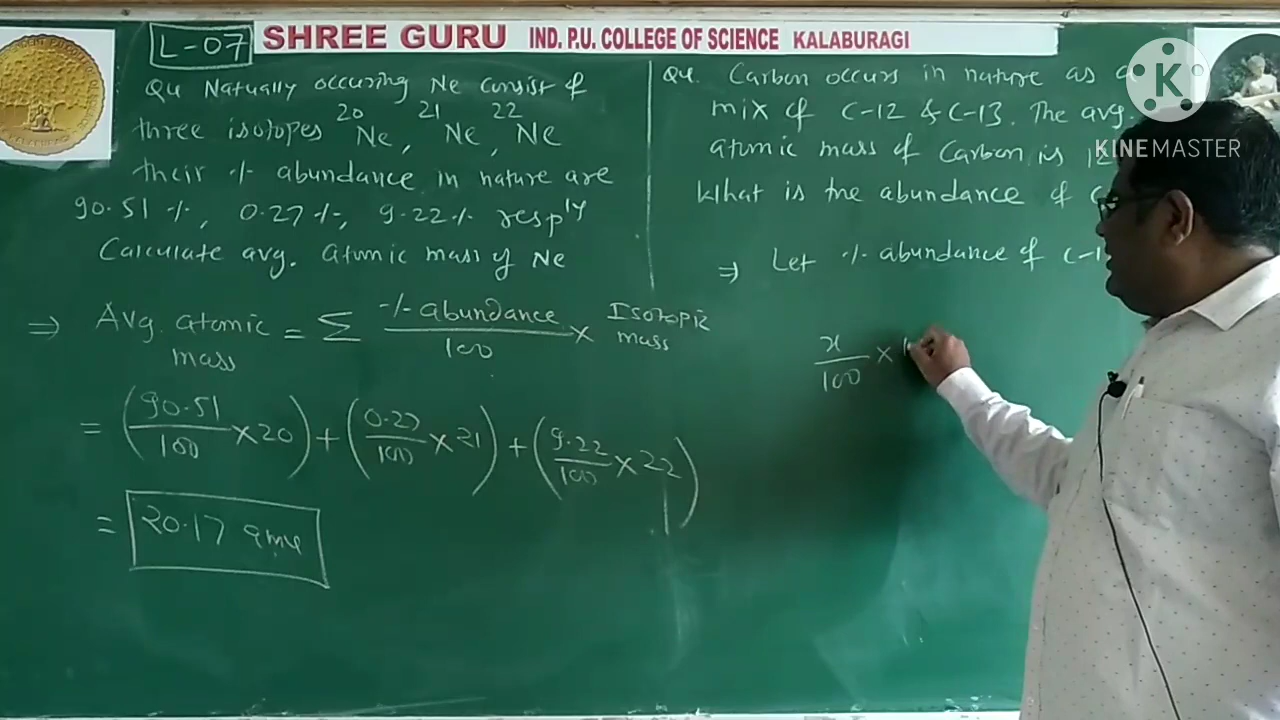 L-07
SHREE GURU IND. P.U. COLLEGE OF SCIENCE KALABURAGI
KINEMASTER
Qu Natually occuring Ne consist of
three isotopes 20Ne, 21Ne, 22Ne
their % abundance in nature are
90.51 %, 0.27 %, 9.22 % resply
Calculate avg. atomic mass of Ne
⇒ Avg. atomic mass = Σ % abundance / 100 × Isotopic mass
= (90.51/100 × 20) + (0.27/100 × 21) + (9.22/100 × 22)
= 20.17 amu
Qu. Carbon occurs in nature as a
mix of C-12 & C-13. The avg.
atomic mass of Carbon is
What is the abundance of
⇒ Let % abundance of C-1
x/100 ×